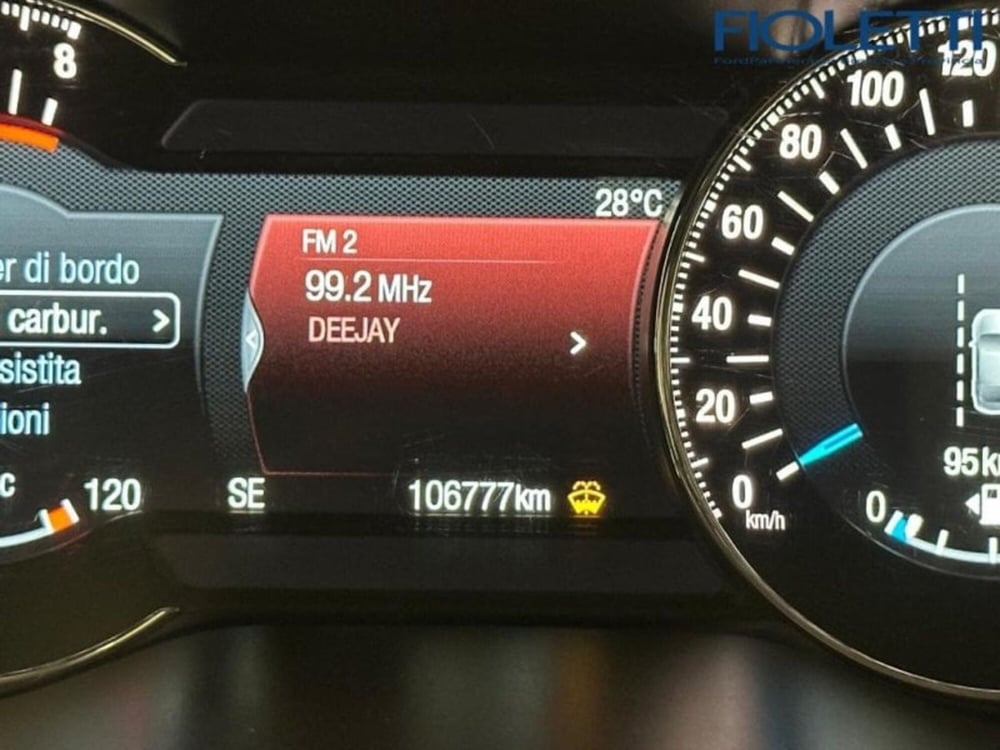 FIOLETTI
8
28°C
FM 2
99.2 MHz
DEEJAY
er di bordo
carbur. >
sistita
ioni
c
120
SE
106777km
120
100
80
60
40
20
0
km/h
95k
0